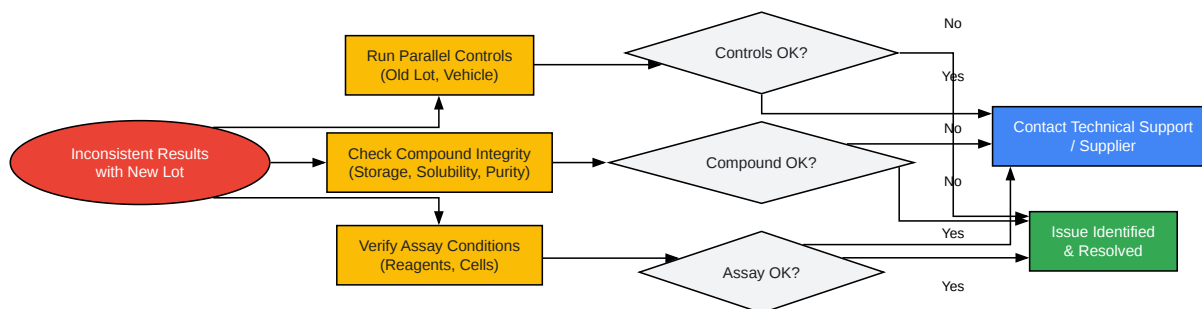 Inconsistent Results
with New Lot
Run Parallel Controls
(Old Lot, Vehicle)
Check Compound Integrity
(Storage, Solubility, Purity)
Verify Assay Conditions
(Reagents, Cells)
Controls OK?
Compound OK?
Assay OK?
No
Yes
No
No
Yes
Yes
Contact Technical Support
/ Supplier
Issue Identified
& Resolved